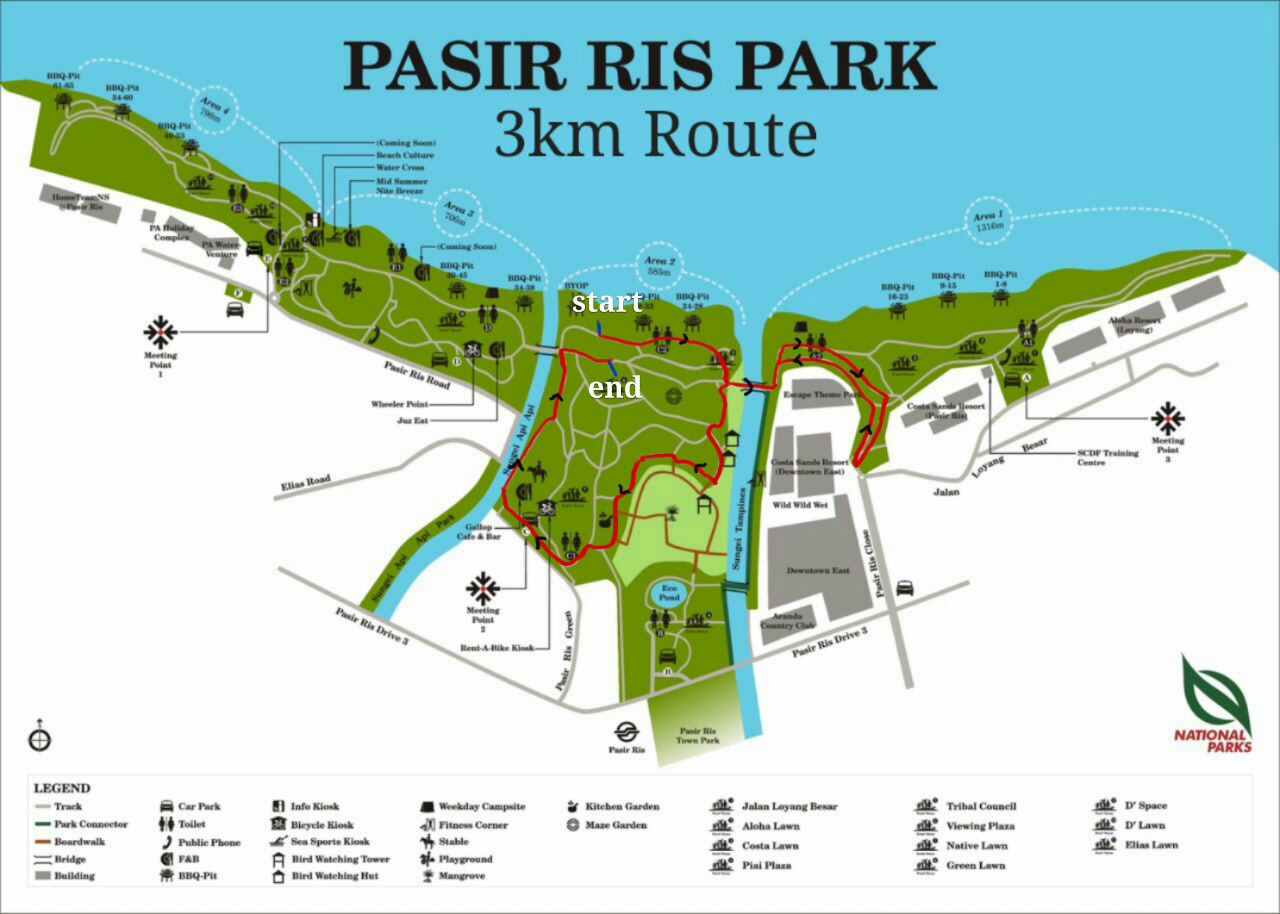 PASIR RIS PARK
3km Route
BBQ-Pit
61-65
BBQ-Pit
54-60
BBQ-Pit
46-53
Area 4
796m
(Coming Soon)
Beach Culture
Water Cross
Mid Summer
Nite Breeze
Area 3
706m
(Coming Soon)
Area 2
585m
Area 1
1316m
HomeTeamNS
@Pasir Ris
PA Holiday
Complex
PA Water-
Venture
E3
E1
E2
E
F
BBQ-Pit
39-45
BBQ-Pit
34-38
BYOP
start
BBQ-Pit
24-28
BBQ-Pit
16-23
BBQ-Pit
9-15
BBQ-Pit
1-8
Meeting
Point
1
Pasir Ris Road
D
D
Wheeler Point
Juz Eat
end
C2
A2
A1
A
Aloha Resort
(Loyang)
Escape Theme Park
Costa Sands Resort
(Pasir Ris)
Meeting
Point
3
SCDF Training
Centre
Loyang Besar
Jalan
Costa Sands Resort
(Downtown East)
Wild Wild Wet
Downtown East
Aranda
Country Club
Pasir Ris Close
Pasir Ris Drive 3
Sungei Tampines
Sungei Api Api
Elias Road
Sungei Api Api Park
Gallop
Cafe & Bar
C
C1
Meeting
Point
2
Rent-A-Bike Kiosk
Pasir Ris Drive 3
Pasir Ris Green
Eco
Pond
B
B
Pasir Ris
Pasir Ris
Town Park
NATIONAL
PARKS
LEGEND
Track
Park Connector
Boardwalk
Bridge
Building
Car Park
Toilet
Public Phone
F&B
BBQ-Pit
Info Kiosk
Bicycle Kiosk
Sea Sports Kiosk
Bird Watching Tower
Bird Watching Hut
Weekday Campsite
Fitness Corner
Stable
Playground
Mangrove
Kitchen Garden
Maze Garden
Jalan Loyang Besar
Aloha Lawn
Costa Lawn
Piai Plaza
Tribal Council
Viewing Plaza
Native Lawn
Green Lawn
D' Space
D' Lawn
Elias Lawn